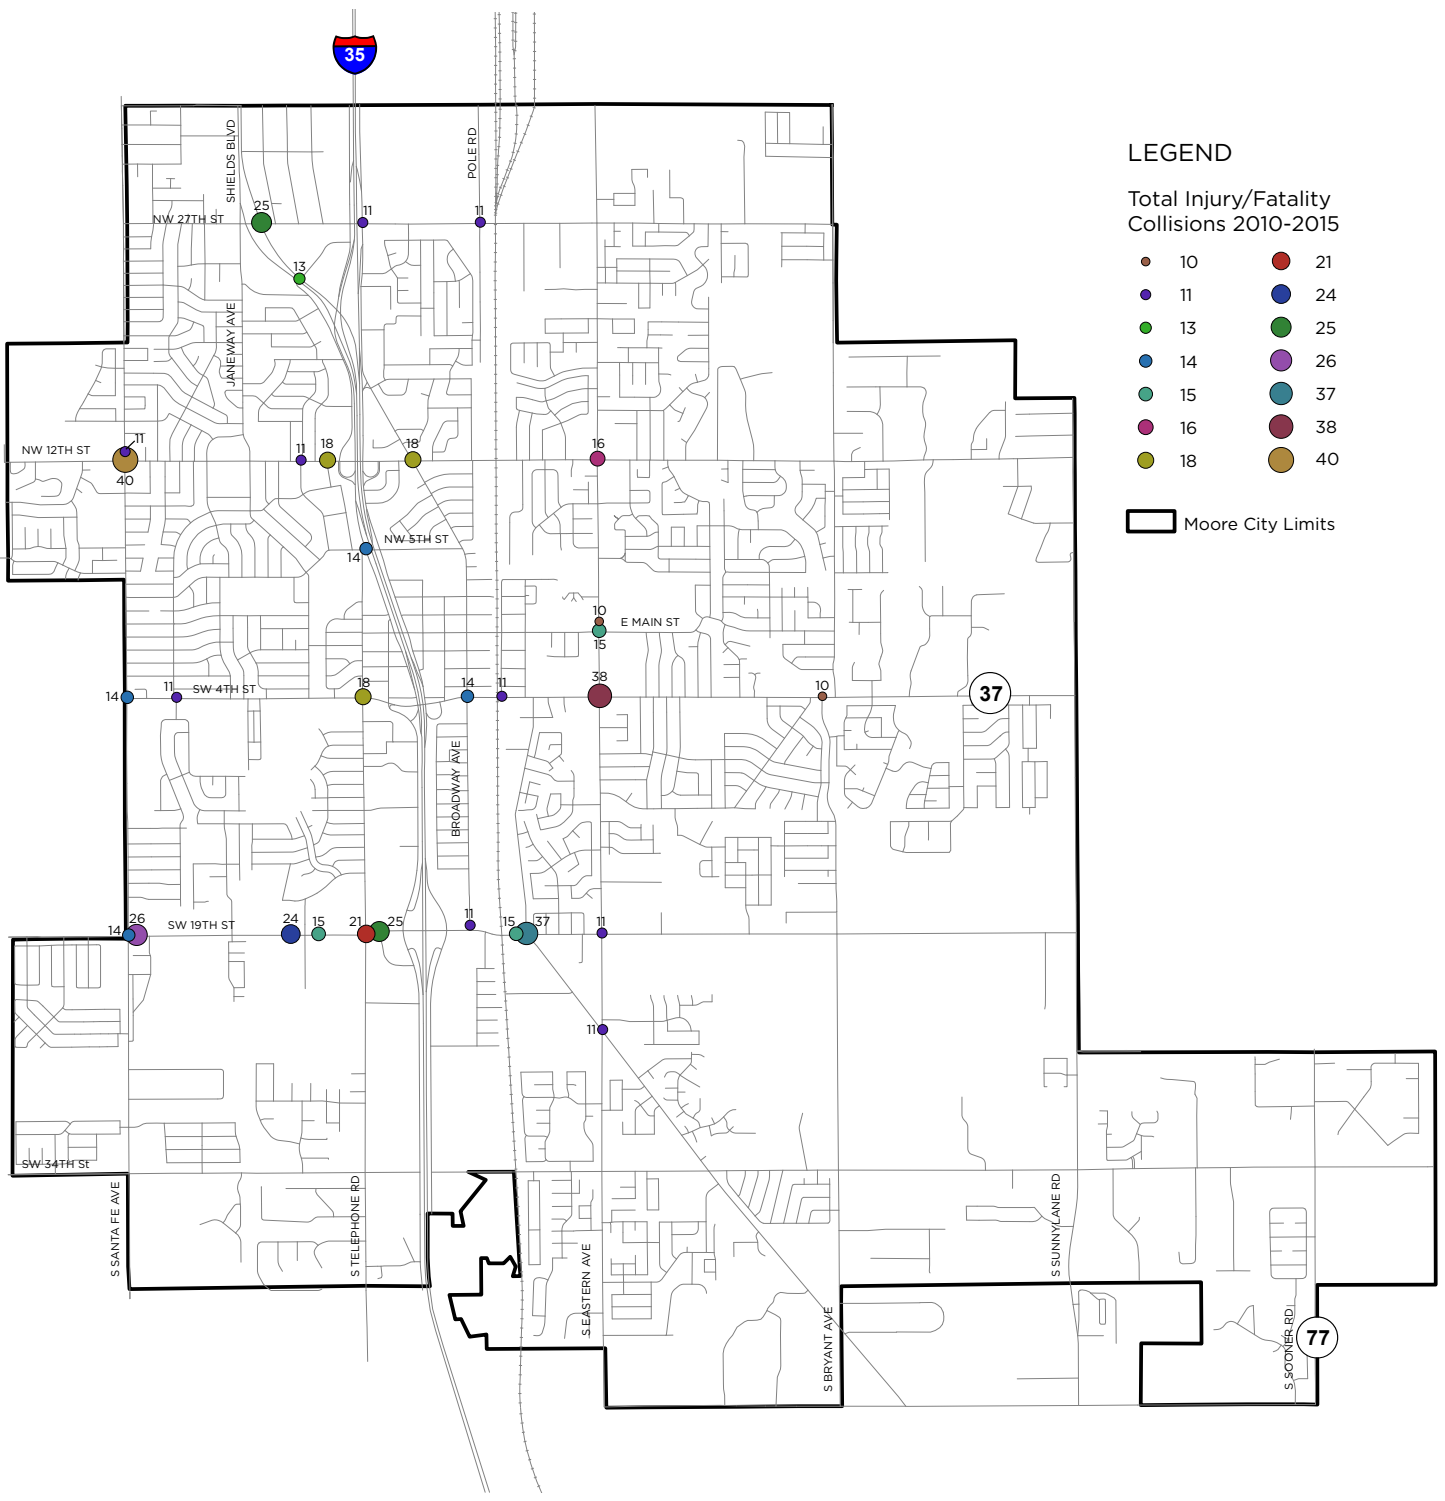 35
LEGEND
Total Injury/Fatality
Collisions 2010-2015
10
11
13
14
15
16
18
21
24
25
26
37
38
40
Moore City Limits
SHIELDS BLVD
POLE RD
NW 27TH ST
25
11
11
13
JANEWAY AVE
NW 12TH ST
11
40
11
18
18
16
NW 5TH ST
14
10
E MAIN ST
15
14
11
SW 4TH ST
18
14
11
38
10
37
BROADWAY AVE
14
26
SW 19TH ST
24
15
21
25
11
15
37
11
11
SW 34TH St
S SANTA FE AVE
S TELEPHONE RD
S EASTERN AVE
S BRYANT AVE
S SUNNYLANE RD
S SOONER RD
77